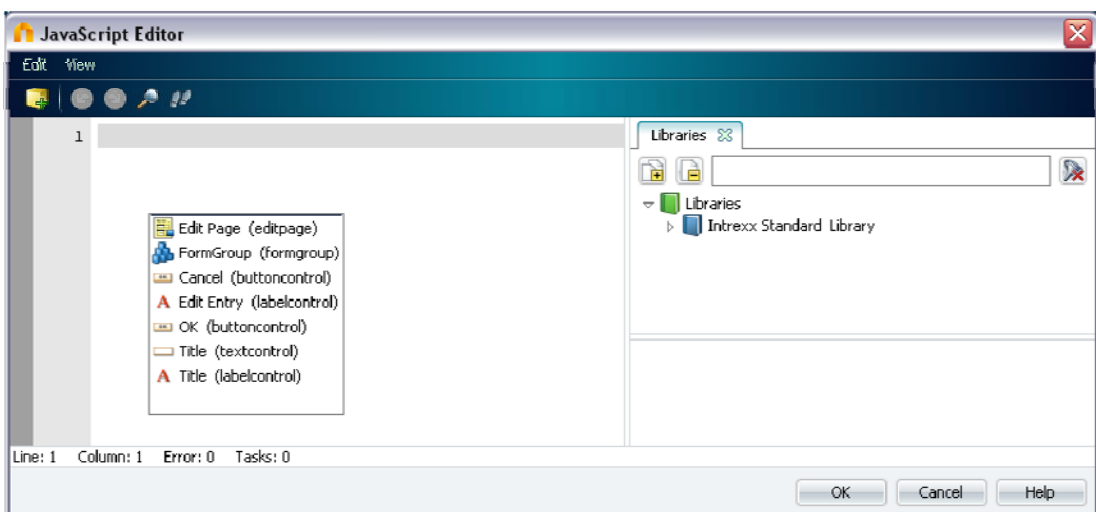 JavaScript Editor
Edit View
1
Libraries
Libraries
Intrexx Standard Library
Edit Page (editpage)
FormGroup (formgroup)
Cancel (buttoncontrol)
Edit Entry (labelcontrol)
OK (buttoncontrol)
Title (textcontrol)
Title (labelcontrol)
Line: 1 Column: 1 Error: 0 Tasks: 0
OK Cancel Help